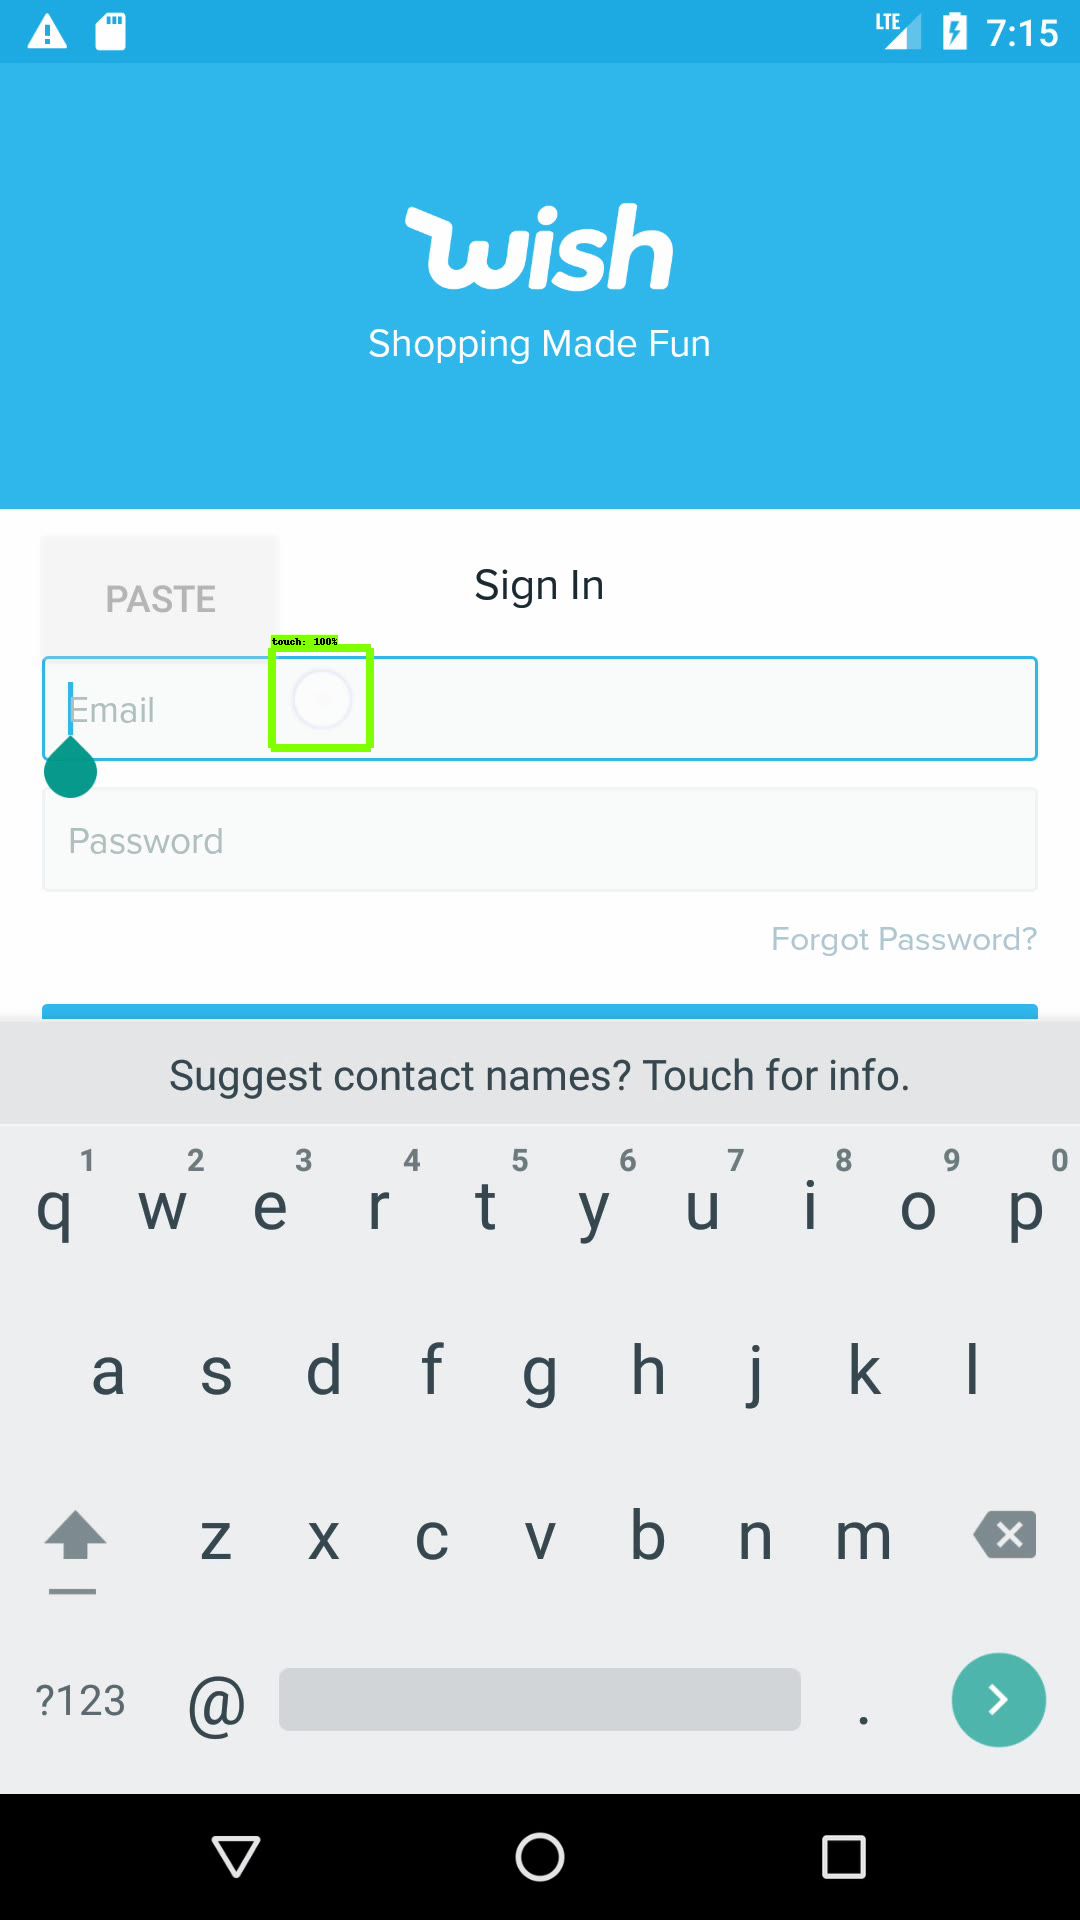 LTE 7:15
wish
Shopping Made Fun
PASTE
Sign In
touch: 100%
Email
Password
Forgot Password?
Suggest contact names? Touch for info.
1 2 3 4 5 6 7 8 9 0
q w e r t y u i o p
a s d f g h j k l
z x c v b n m
?123 @ .